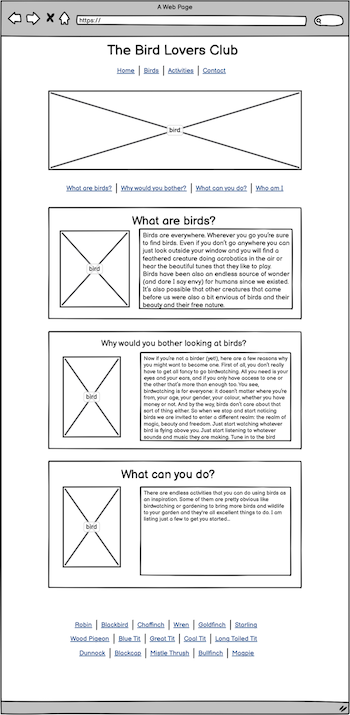 A Web Page
https://
The Bird Lovers Club
Home Birds Activities Contact
bird
What are birds? Why would you bother? What can you do? Who am I
What are birds?
bird
Birds are everywhere. Wherever you go you're sure
to find birds. Even if you don't go anywhere you can
just look outside your window and you will find a
feathered creature doing acrobatics in the air or
hear the beautiful tunes that they like to play.
Birds have been also an endless source of wonder
(and dare I say envy) for humans since we existed.
It's also possible that other creatures that came
before us were also a bit envious of birds and their
beauty and their free nature.
Why would you bother looking at birds?
bird
Now if you're not a birder (yet), here are a few reasons why
you might want to become one. First of all, you don't really
have to get all fancy to go birdwatching. All you need is your
eyes and your ears, and if you only have access to one or
the other that's more than enough too. You see,
birdwatching is for everyone: it doesn't matter where you're
from, your age, your gender, your colour, whether you have
money or not. And by the way, birds don't care about that
sort of thing either. So when we stop and start noticing
birds we are invited to enter a different realm: the realm of
magic, beauty and freedom. Just start watching whatever
bird is flying above you. Just start listening to whatever
sounds and music they are making. Tune in to the bird
What can you do?
bird
There are endless activities that you can do using birds as
an inspiration. Some of them are pretty obvious like
birdwatching or gardening to bring more birds and wildlife
to your garden and they're all excellent things to do. I am
listing just a few to get you started...
Robin Blackbird Chaffinch Wren Goldfinch Starling
Wood Pigeon Blue Tit Great Tit Coal Tit Long Tailed Tit
Dunnock Blackcap Mistle Thrush Bullfinch Magpie